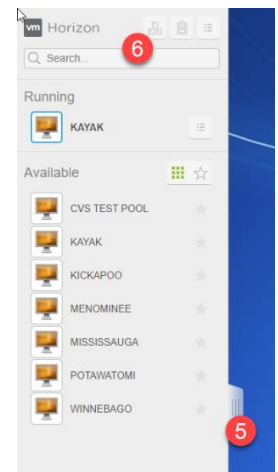 vm Horizon
6
Search...
Running
KAYAK
Available
CVS TEST POOL
KAYAK
KICKAPOO
MENOMINEE
MISSISSAUGA
POTAWATOMI
WINNEBAGO
5